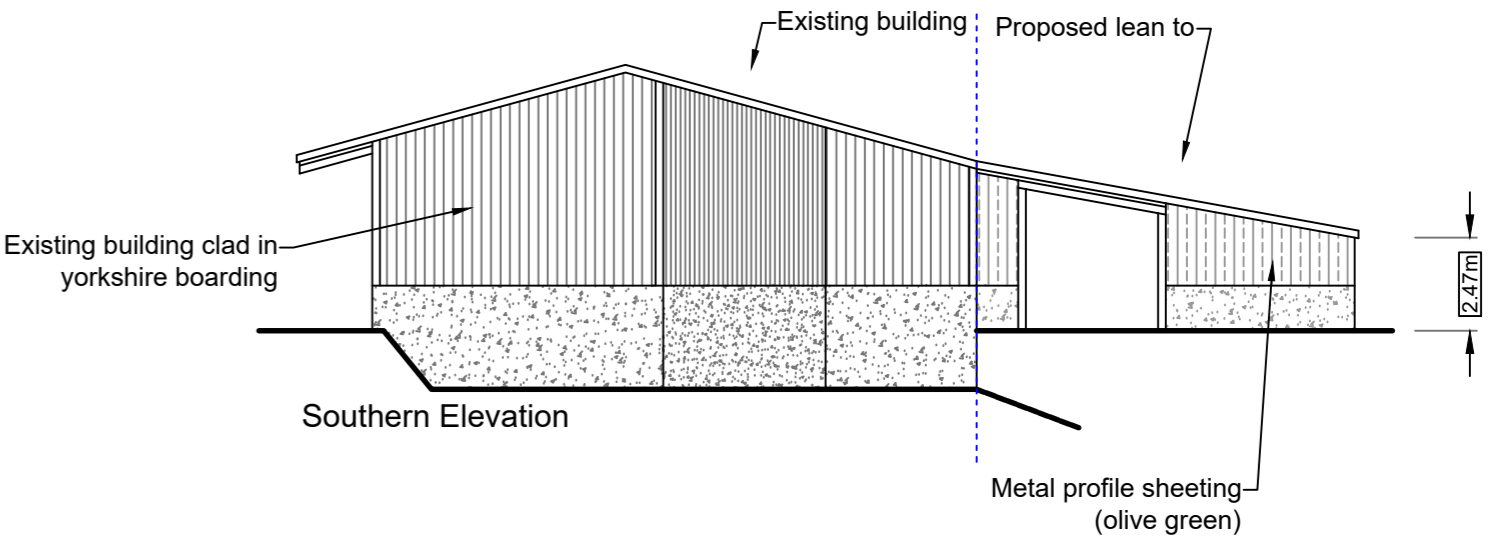 Existing building
Proposed lean to
Existing building clad in
yorkshire boarding
2.47m
Southern Elevation
Metal profile sheeting
(olive green)